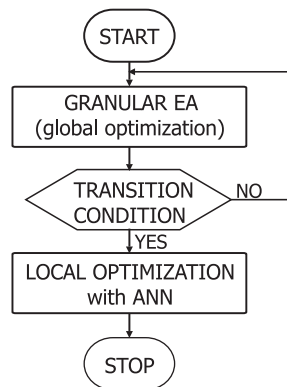 START
GRANULAR EA
(global optimization)
TRANSITION
CONDITION
NO
YES
LOCAL OPTIMIZATION
with ANN
STOP